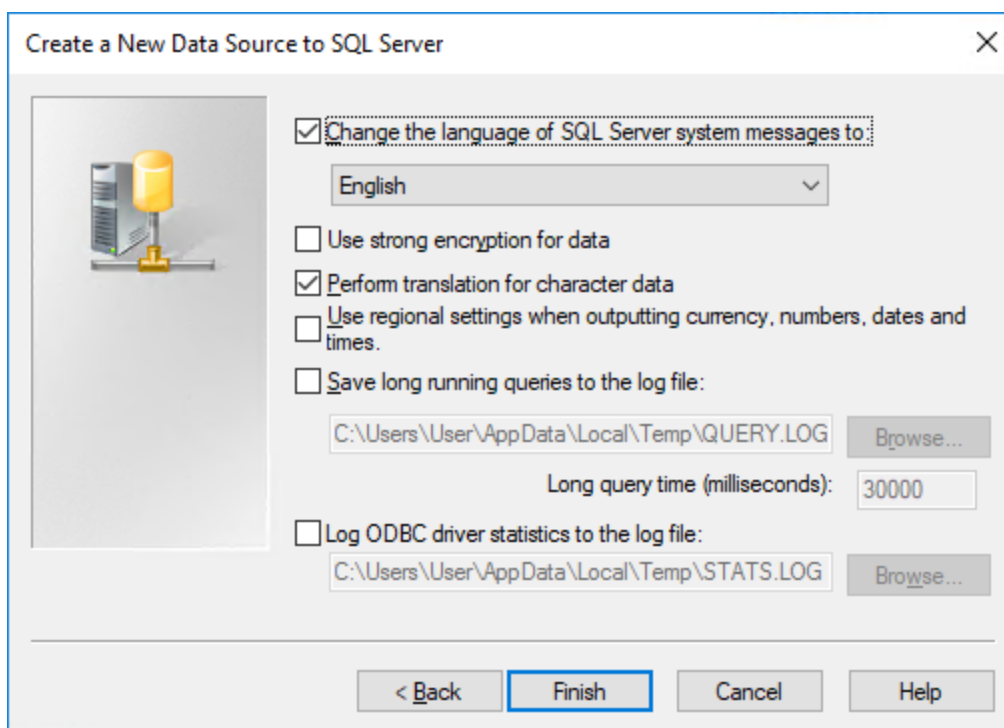 Create a New Data Source to SQL Server
Change the language of SQL Server system messages to:
English
Use strong encryption for data
Perform translation for character data
Use regional settings when outputting currency, numbers, dates and
times.
Save long running queries to the log file:
C:\Users\User\AppData\Local\Temp\QUERY.LOG
Browse...
Long query time (milliseconds):
30000
Log ODBC driver statistics to the log file:
C:\Users\User\AppData\Local\Temp\STATS.LOG
Browse...
< Back
Finish
Cancel
Help